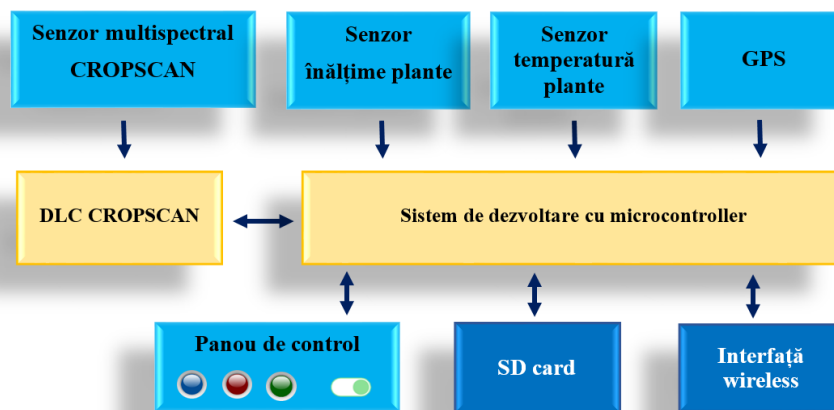 Senzor multispectral
CROPSCAN
Senzor
înălțime plante
Senzor
temperatură
plante
GPS
DLC CROPSCAN
Sistem de dezvoltare cu microcontroller
Panou de control
SD card
Interfață
wireless